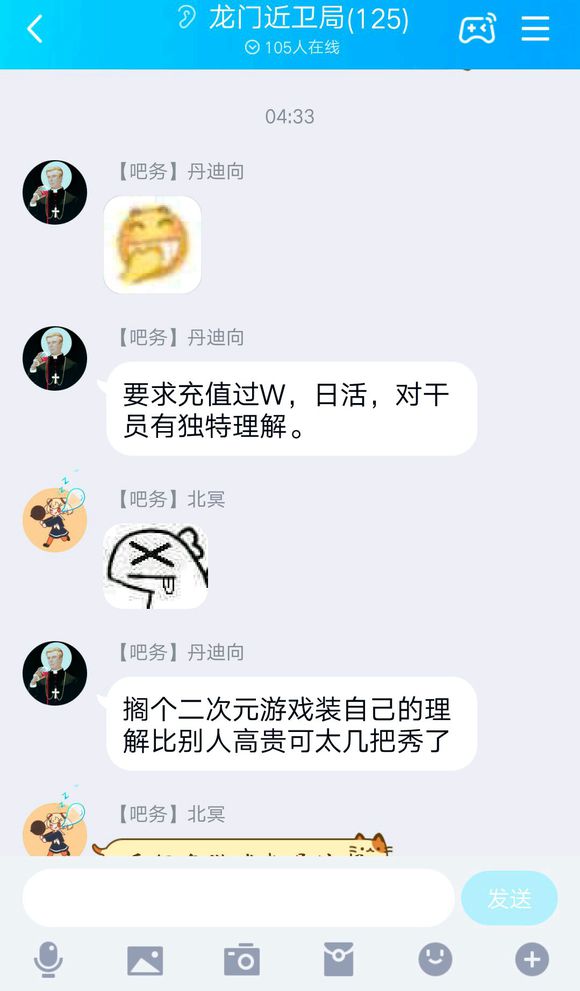 龙门近卫局(125)
105人在线
04:33
【吧务】丹迪向
【吧务】丹迪向
要求充值过W，日活，对干
员有独特理解。
【吧务】北冥
【吧务】丹迪向
搁个二次元游戏装自己的理
解比别人高贵可太几把秀了
【吧务】北冥
发送